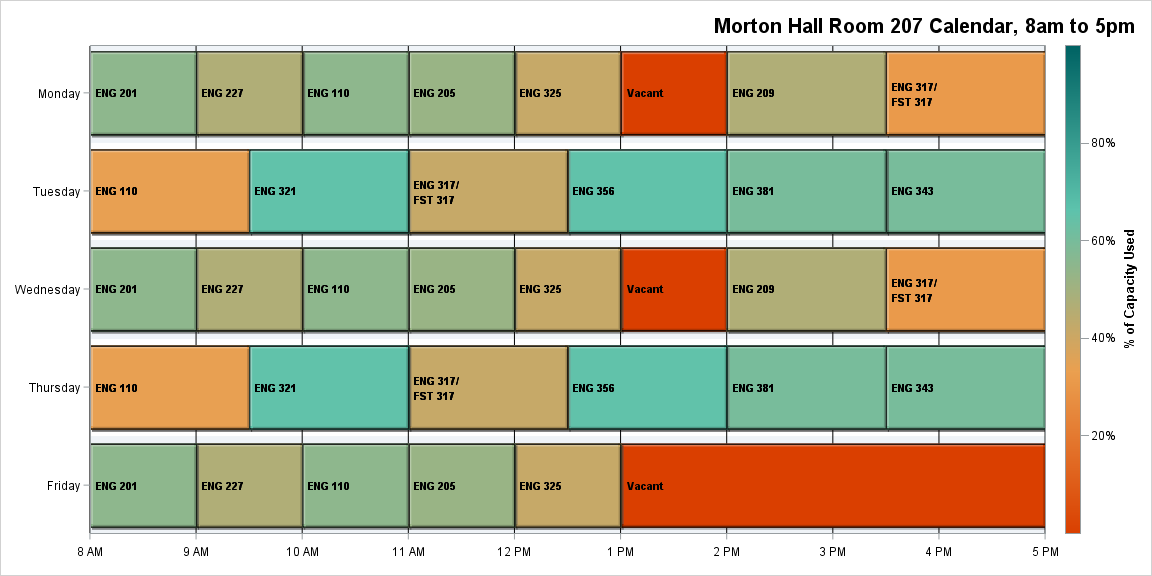 Morton Hall Room 207 Calendar, 8am to 5pm
Monday
ENG 201
ENG 227
ENG 110
ENG 205
ENG 325
Vacant
ENG 209
ENG 317/
FST 317
Tuesday
ENG 110
ENG 321
ENG 317/
FST 317
ENG 356
ENG 381
ENG 343
Wednesday
ENG 201
ENG 227
ENG 110
ENG 205
ENG 325
Vacant
ENG 209
ENG 317/
FST 317
Thursday
ENG 110
ENG 321
ENG 317/
FST 317
ENG 356
ENG 381
ENG 343
Friday
ENG 201
ENG 227
ENG 110
ENG 205
ENG 325
Vacant
8 AM
9 AM
10 AM
11 AM
12 PM
1 PM
2 PM
3 PM
4 PM
5 PM
80%
60%
40%
20%
% of Capacity Used